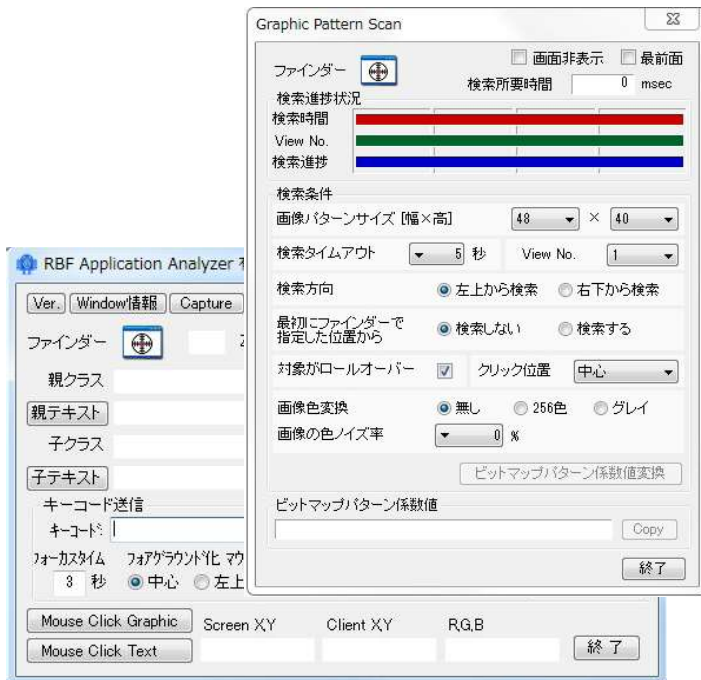 Graphic Pattern Scan
ファインダー
画面非表示 最前面
検索所要時間 0 msec
検索進捗状況
検索時間
View No.
検索進捗
検索条件
画像パターンサイズ [幅×高] 48 × 40
検索タイムアウト 5 秒 View No. 1
検索方向 左上から検索 右下から検索
最初にファインダーで
指定した位置から 検索しない 検索する
対象がロールオーバー クリック位置 中心
画像色変換 無し 256色 グレイ
画像の色ノイズ率 0 %
ビットマップパターン係数値変換
ビットマップパターン係数値
Copy
終了
RBF Application Analyzer
Ver. Window情報 Capture
ファインダー
親クラス
親テキスト
子クラス
子テキスト
キーコード送信
キーコード:
フォーカスタイム フォアグラウンド化 マウ
3 秒 中心 左上
Mouse Click Graphic Screen X,Y Client X,Y R,G,B
Mouse Click Text 終了